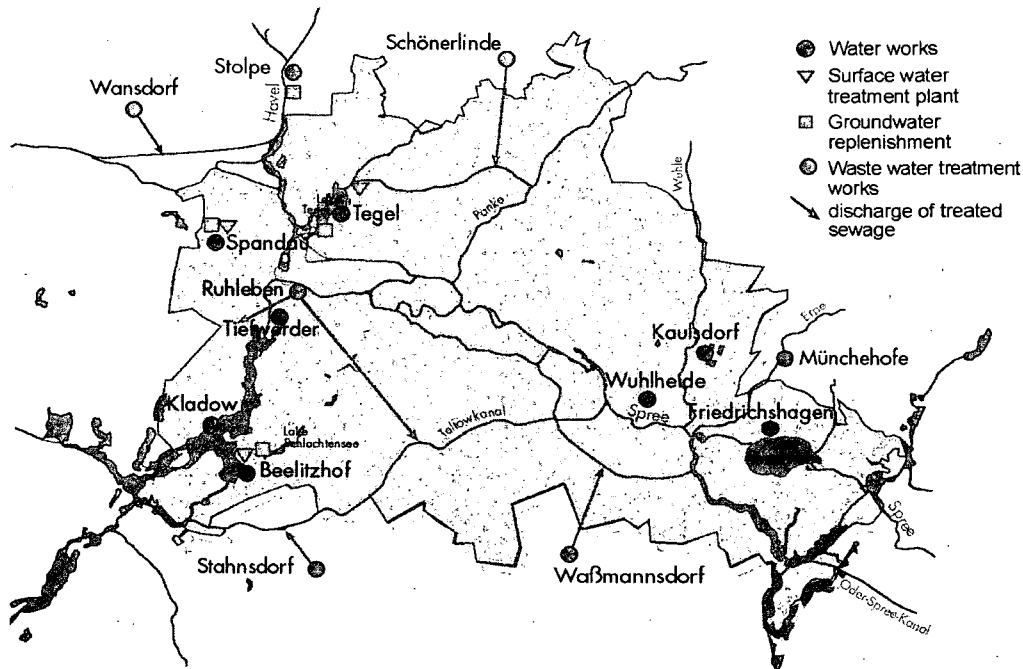 Schönerlinde
Stolpe
Wansdorf
Havel
Water works
Surface water
treatment plant
Groundwater
replenishment
Waste water treatment
works
discharge of treated
sewage
Wuhle
Panke
Tegel
Spandau
Ruhleben
Tiefwerder
Erpe
Kaulsdorf
Münchehofe
Wuhlheide
Kladow
Spree
Friedrichshagen
Teltowkanal
Lake
Schlachtensee
Beelitzhof
Spree
Stahnsdorf
Waßmannsdorf
Oder-Spree-Kanal